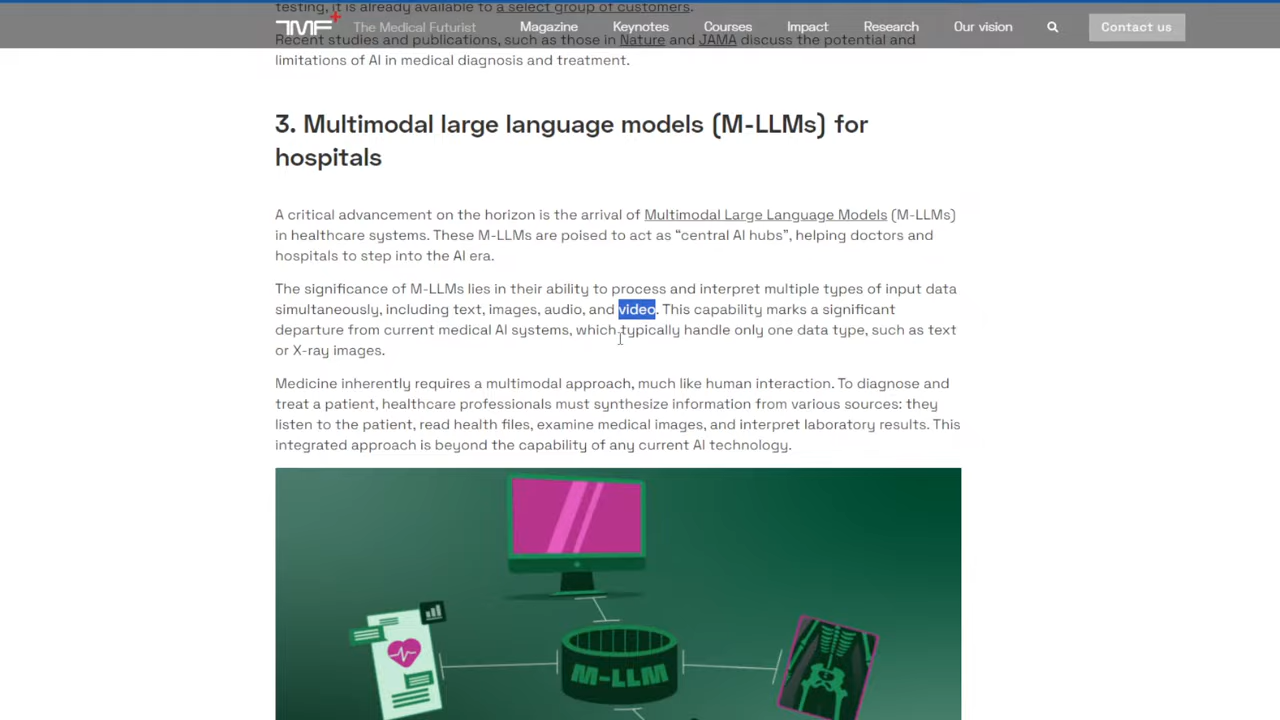 testing, it is already available to a select group of customers.
TMF The Medical Futurist Magazine Keynotes Courses Impact Research Our vision Contact us
Recent studies and publications, such as those in Nature and JAMA discuss the potential and
limitations of AI in medical diagnosis and treatment.
3. Multimodal large language models (M-LLMs) for
hospitals
A critical advancement on the horizon is the arrival of Multimodal Large Language Models (M-LLMs)
in healthcare systems. These M-LLMs are poised to act as “central AI hubs”, helping doctors and
hospitals to step into the AI era.
The significance of M-LLMs lies in their ability to process and interpret multiple types of input data
simultaneously, including text, images, audio, and video. This capability marks a significant
departure from current medical AI systems, which typically handle only one data type, such as text
or X-ray images.
Medicine inherently requires a multimodal approach, much like human interaction. To diagnose and
treat a patient, healthcare professionals must synthesize information from various sources: they
listen to the patient, read health files, examine medical images, and interpret laboratory results. This
integrated approach is beyond the capability of any current AI technology.
M-LLM